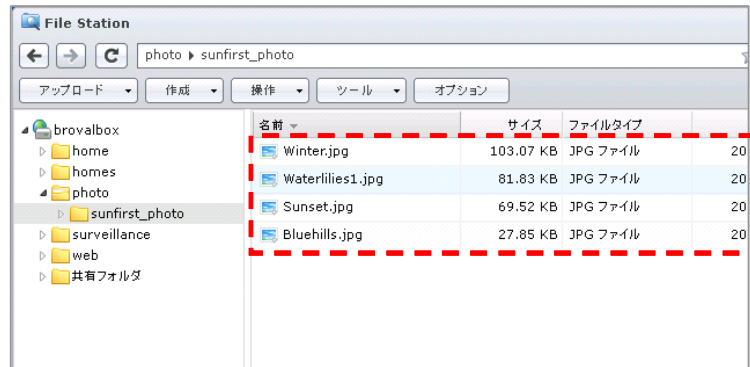 File Station
photo ▸ sunfirst_photo
アップロード 作成 操作 ツール オプション
brovalbox
home
homes
photo
sunfirst_photo
surveillance
web
共有フォルダ
名前 サイズ ファイルタイプ
Winter.jpg 103.07 KB JPG ファイル 20
Waterlilies1.jpg 81.83 KB JPG ファイル 20
Sunset.jpg 69.52 KB JPG ファイル 20
Bluehills.jpg 27.85 KB JPG ファイル 20